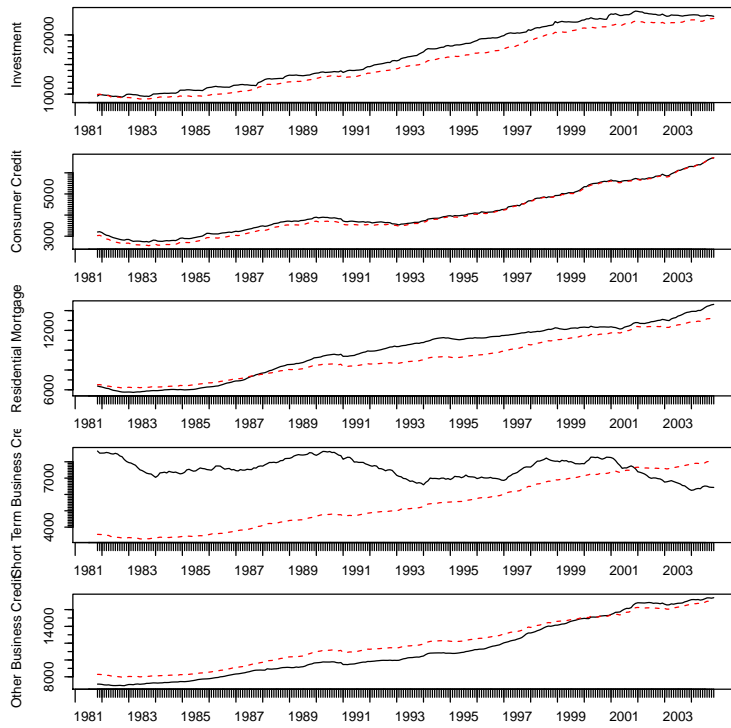 Investment
20000
10000
1981 1983 1985 1987 1989 1991 1993 1995 1997 1999 2001 2003
Consumer Credit
5000
3000
1981 1983 1985 1987 1989 1991 1993 1995 1997 1999 2001 2003
Residential Mortgage
12000
6000
1981 1983 1985 1987 1989 1991 1993 1995 1997 1999 2001 2003
Short Term Business Cre
7000
4000
1981 1983 1985 1987 1989 1991 1993 1995 1997 1999 2001 2003
Other Business Credit
14000
8000
1981 1983 1985 1987 1989 1991 1993 1995 1997 1999 2001 2003